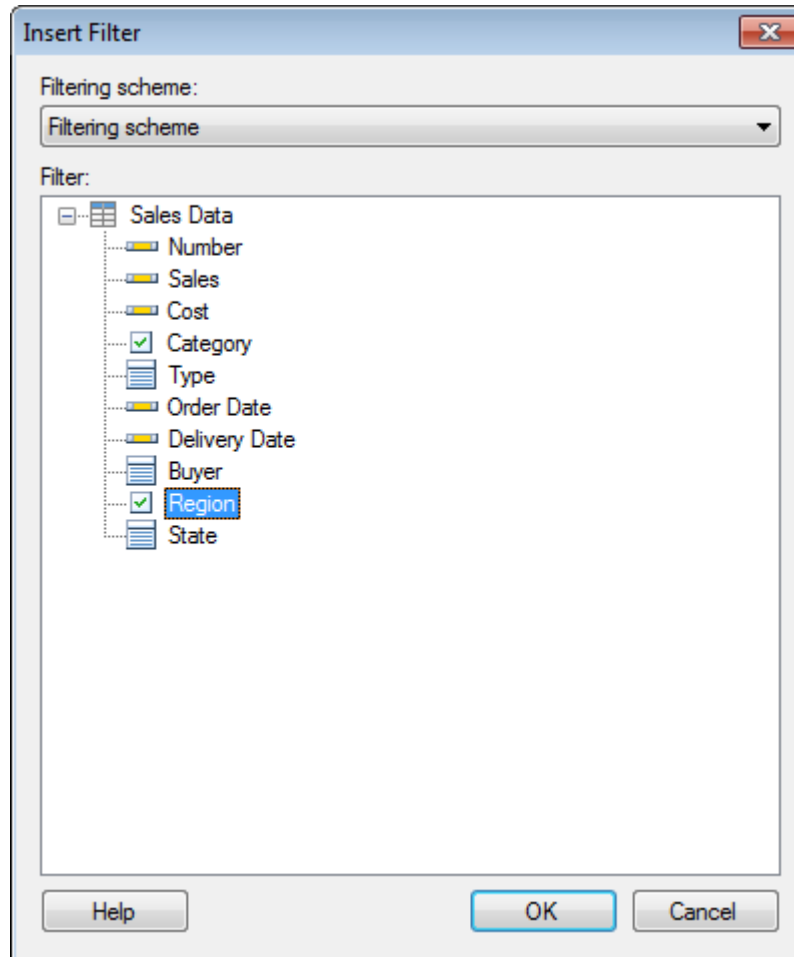 Insert Filter
Filtering scheme:
Filtering scheme
Filter:
Sales Data
Number
Sales
Cost
Category
Type
Order Date
Delivery Date
Buyer
Region
State
Help OK Cancel